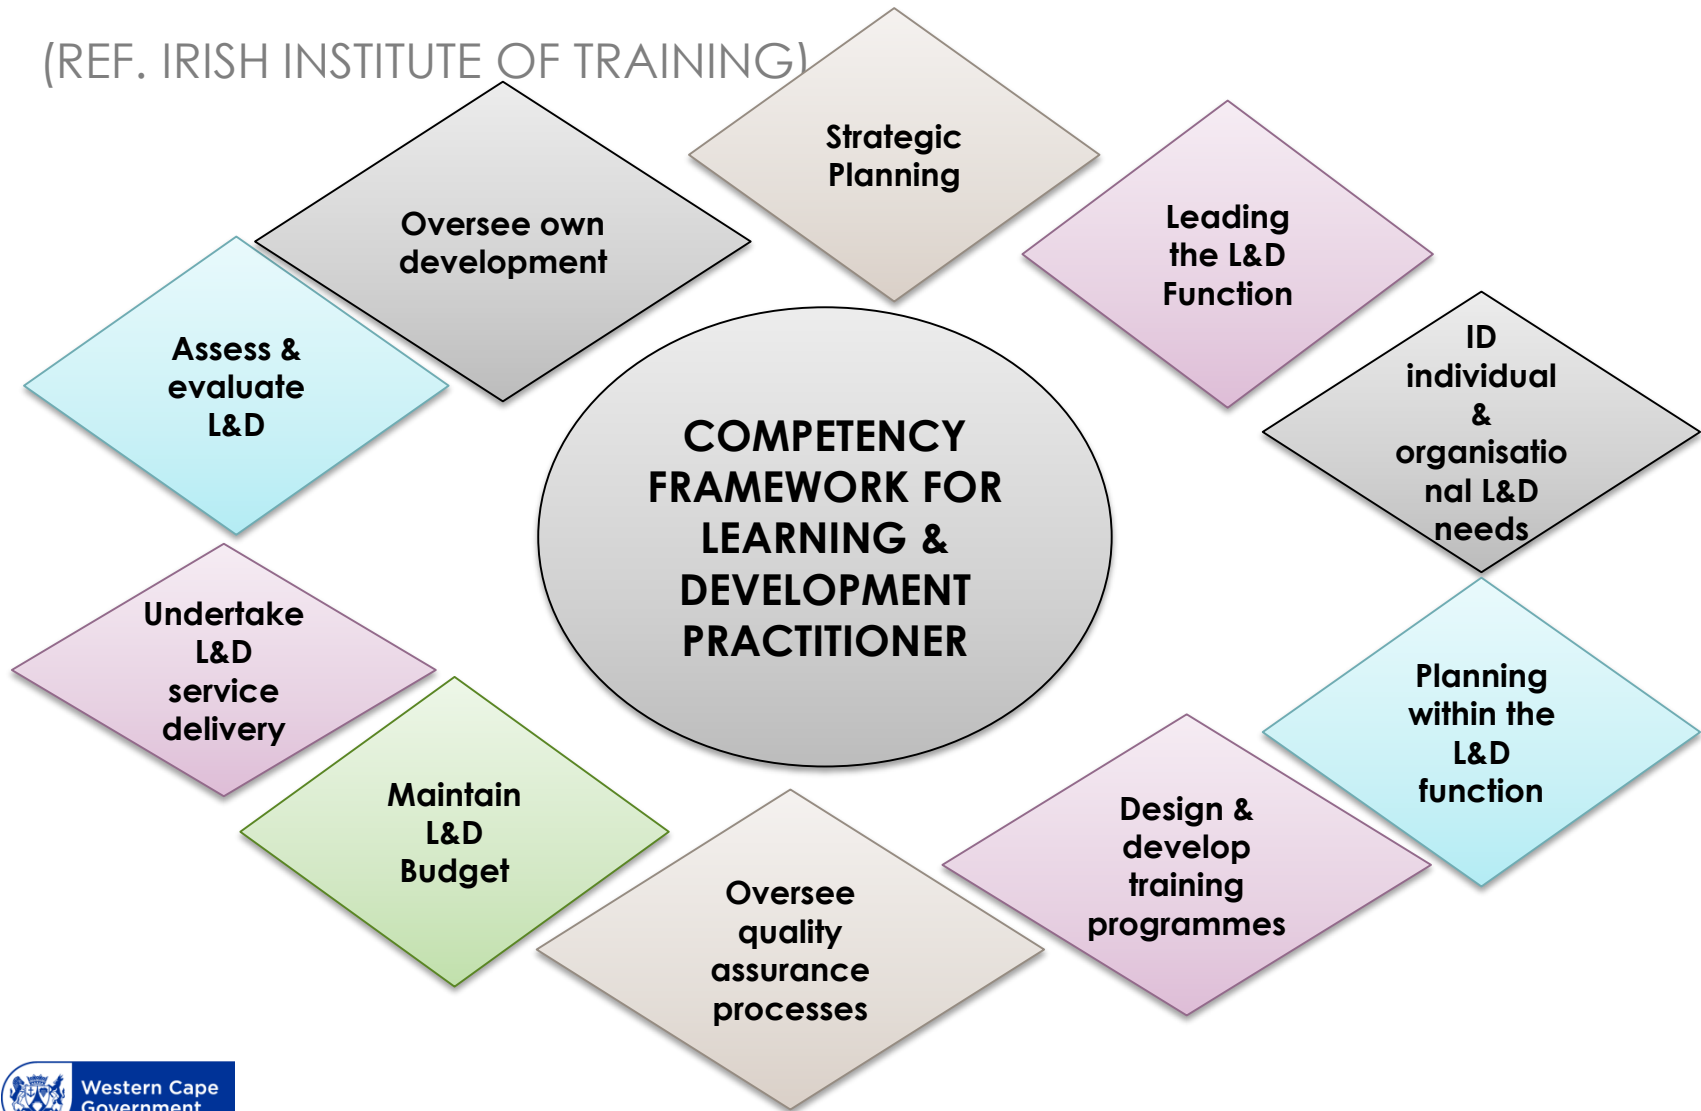 (REF. IRISH INSTITUTE OF TRAINING)
Strategic
Planning
Leading
the L&D
Function
ID
individual
&
organisatio
nal L&D
needs
Planning
within the
L&D
function
Design &
develop
training
programmes
Oversee
quality
assurance
processes
Maintain
L&D
Budget
Undertake
L&D
service
delivery
Assess &
evaluate
L&D
Oversee own
development
COMPETENCY
FRAMEWORK FOR
LEARNING &
DEVELOPMENT
PRACTITIONER
Western Cape
Government